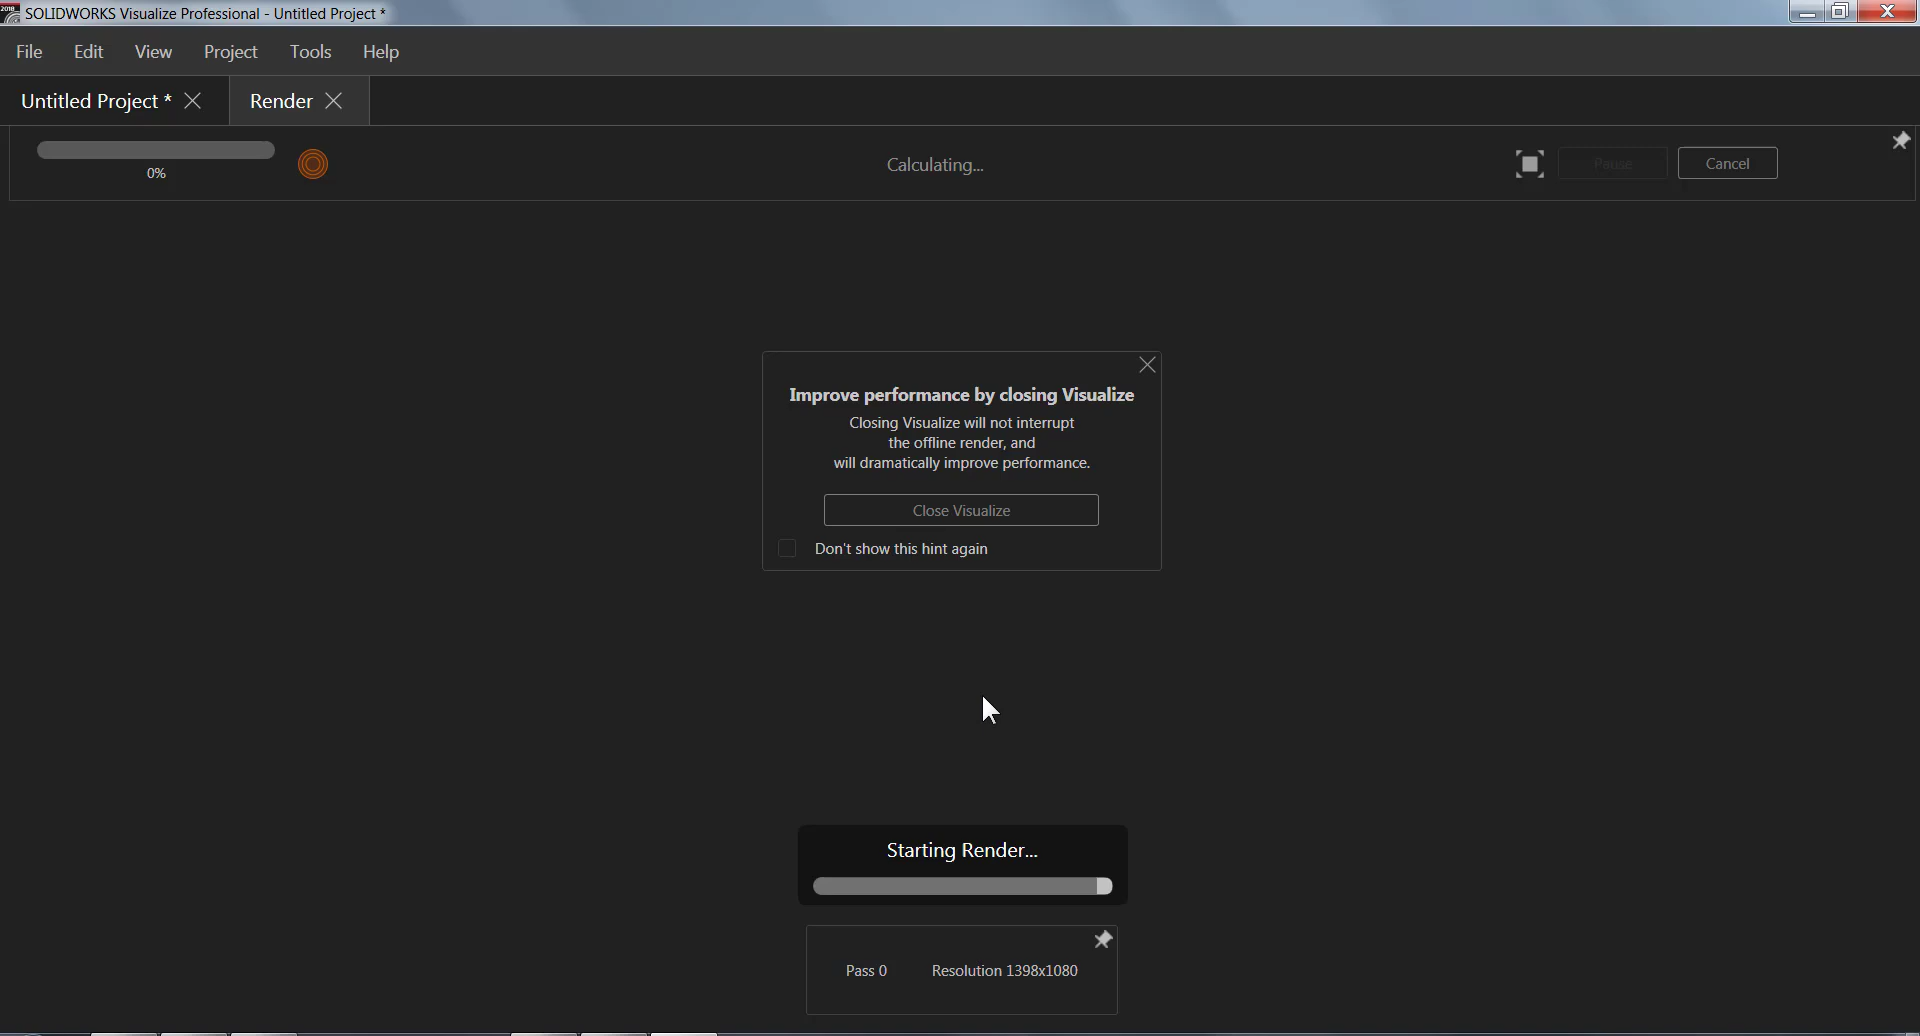 2018
SOLIDWORKS Visualize Professional - Untitled Project *
File Edit View Project Tools Help
Untitled Project * Render
0%
Calculating...
Pause Cancel
Improve performance by closing Visualize
Closing Visualize will not interrupt
the offline render, and
will dramatically improve performance.
Close Visualize
Don't show this hint again
Starting Render...
Pass 0 Resolution 1398x1080